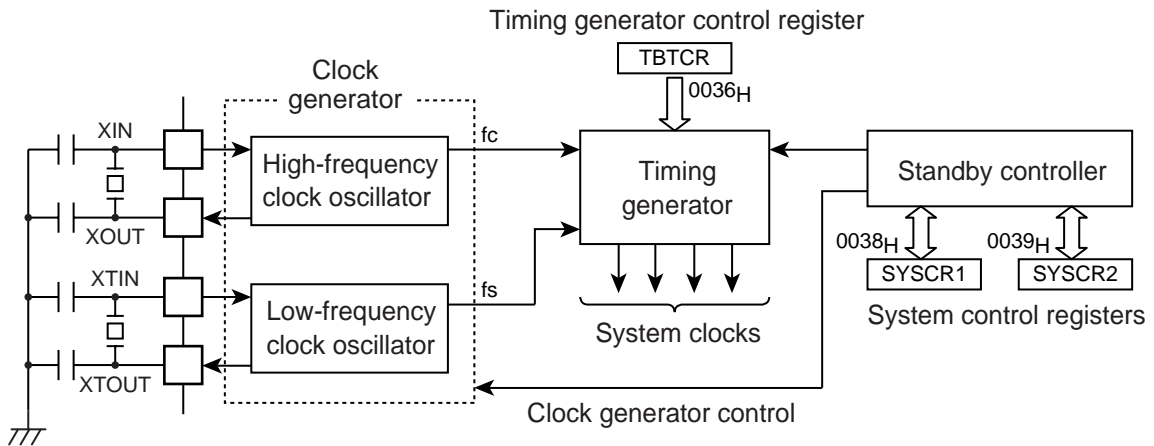 Timing generator control register
TBTCR
0036H
Clock
generator
XIN
XOUT
XTIN
XTOUT
High-frequency
clock oscillator
fc
Low-frequency
clock oscillator
fs
Timing
generator
System clocks
Standby controller
0038H
0039H
SYSCR1
SYSCR2
System control registers
Clock generator control